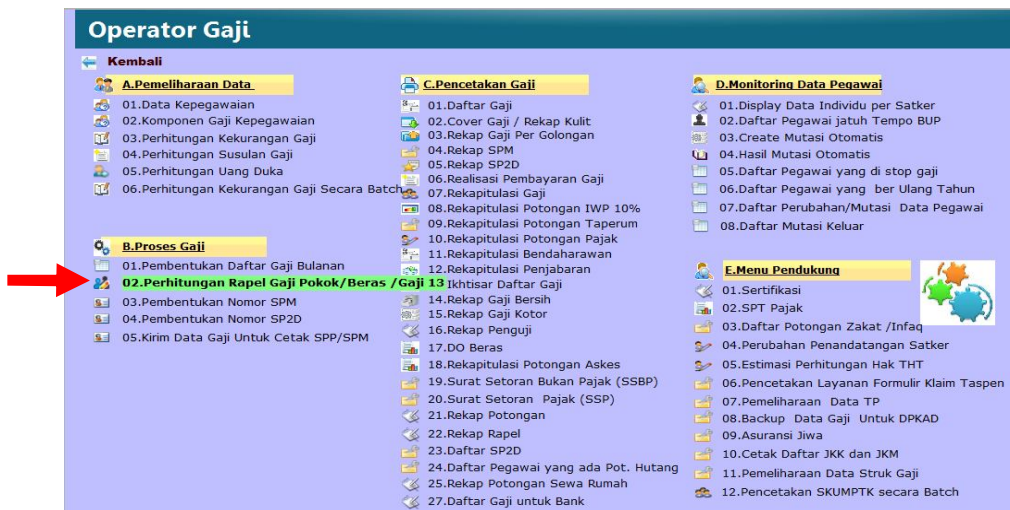 Operator Gaji
Kembali
A.Pemeliharaan Data
01.Data Kepegawaian
02.Komponen Gaji Kepegawaian
03.Perhitungan Kekurangan Gaji
04.Perhitungan Susulan Gaji
05.Perhitungan Uang Duka
06.Perhitungan Kekurangan Gaji Secara Batch
B.Proses Gaji
01.Pembentukan Daftar Gaji Bulanan
02.Perhitungan Rapel Gaji Pokok/Beras /Gaji 13
03.Pembentukan Nomor SPM
04.Pembentukan Nomor SP2D
05.Kirim Data Gaji Untuk Cetak SPP/SPM
C.Pencetakan Gaji
01.Daftar Gaji
02.Cover Gaji / Rekap Kulit
03.Rekap Gaji Per Golongan
04.Rekap SPM
05.Rekap SP2D
06.Realisasi Pembayaran Gaji
07.Rekapitulasi Gaji
08.Rekapitulasi Potongan IWP 10%
09.Rekapitulasi Potongan Taperum
10.Rekapitulasi Potongan Pajak
11.Rekapitulasi Bendaharawan
12.Rekapitulasi Penjabaran
Ikhtisar Daftar Gaji
14.Rekap Gaji Bersih
15.Rekap Gaji Kotor
16.Rekap Penguji
17.DO Beras
18.Rekapitulasi Potongan Askes
19.Surat Setoran Bukan Pajak (SSBP)
20.Surat Setoran Pajak (SSP)
21.Rekap Potongan
22.Rekap Rapel
23.Daftar SP2D
24.Daftar Pegawai yang ada Pot. Hutang
25.Rekap Potongan Sewa Rumah
27.Daftar Gaji untuk Bank
D.Monitoring Data Pegawai
01.Display Data Individu per Satker
02.Daftar Pegawai jatuh Tempo BUP
03.Create Mutasi Otomatis
04.Hasil Mutasi Otomatis
05.Daftar Pegawai yang di stop gaji
06.Daftar Pegawai yang ber Ulang Tahun
07.Daftar Perubahan/Mutasi Data Pegawai
08.Daftar Mutasi Keluar
E.Menu Pendukung
01.Sertifikasi
02.SPT Pajak
03.Daftar Potongan Zakat /Infaq
04.Perubahan Penandatangan Satker
05.Estimasi Perhitungan Hak THT
06.Pencetakan Layanan Formulir Klaim Taspen
07.Pemeliharaan Data TP
08.Backup Data Gaji Untuk DPKAD
09.Asuransi Jiwa
10.Cetak Daftar JKK dan JKM
11.Pemeliharaan Data Struk Gaji
12.Pencetakan SKUMPTK secara Batch